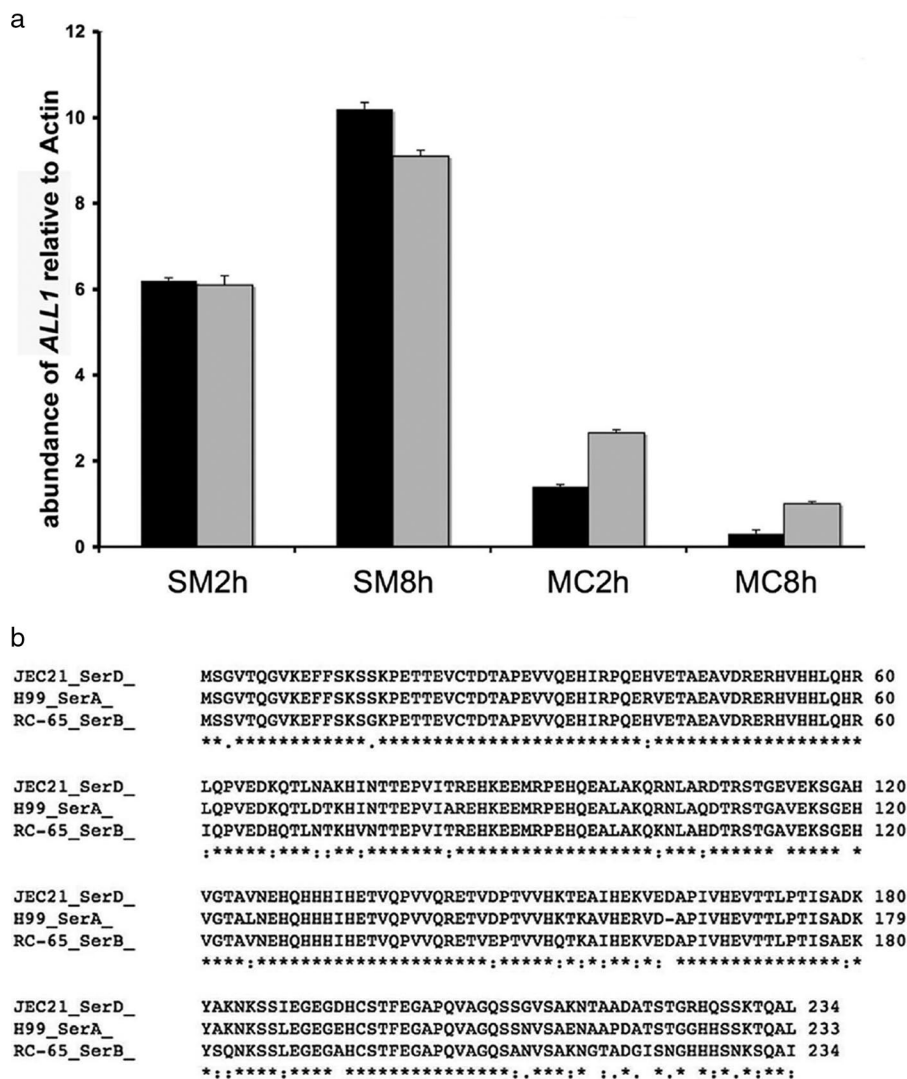 a
12
10
8
6
4
2
0
abundance of ALL1 relative to Actin
SM2h SM8h MC2h MC8h
b
JEC21_SerD_ MSGVTQGVKEFFSKSSKPETTEVCTDTAPEVVQEHIRPQEHVETAEAVDRERHVHHLQHR 60
H99_SerA_ MSGVTQGVKEFFSKSSKPETTEVCTDTAPEVVQEHIRPQERVETAEAVDRERHVHHLQHR 60
RC-65_SerB_ MSSVTQGVKEFFSKSGKPETTEVCTDTAPEVVQEHIRPQEHVETAEAVDRERHVHHLQHR 60
**.************.************************:*******************
JEC21_SerD_ LQPVEDKQTLNAKHINTTEPVITREHKEEMRPEHQEALAKQRNLARDTRSTGEVEKSGAH 120
H99_SerA_ LQPVEDKQTLDTKHINTTEPVIAREHKEEMRPEHQEALAKQRNLAQDTRSTGAVEKSGEH 120
RC-65_SerB_ IQPVEDHQTLNTKHVNTTEPVITREHKEEMRPEHQEALAKQKNLAHDTRSTGAVEKSGEH 120
:*****:***::**:*******:******************:***:****** ***** *
JEC21_SerD_ VGTAVNEHQHHHIHETVQPVVQRETVDPTVVHKTEAIHEKVEDAPIVHEVTTLPTISADK 180
H99_SerA_ VGTALNEHQHHHIHETVQPVVQRETVDPTVVHKTKAVHERVD-APIVHEVTTLPTISADK 179
RC-65_SerB_ VGTAVNEHQHHHIHETVQPVVQRETVEPTVVHQTKAIHEKVEDAPIVHEVTTLPTISAEK 180
****:*********************:*****:*:*:**:*: ***************:*
JEC21_SerD_ YAKNKSSIEGEGDHCSTFEGAPQVAGQSSGVSAKNTAADATSTGRHQSSKTQAL 234
H99_SerA_ YAKNKSSLEGEGEHCSTFEGAPQVAGQSSNVSAENAAPDATSTGGHHSSKTQAL 233
RC-65_SerB_ YSQNKSSLEGEGAHCSTFEGAPQVAGQSANVSAKNGTADGISNGHHHSNKSQAI 234
*::****:**** ***************:.***:* :.*. *.* *:*.*:**: